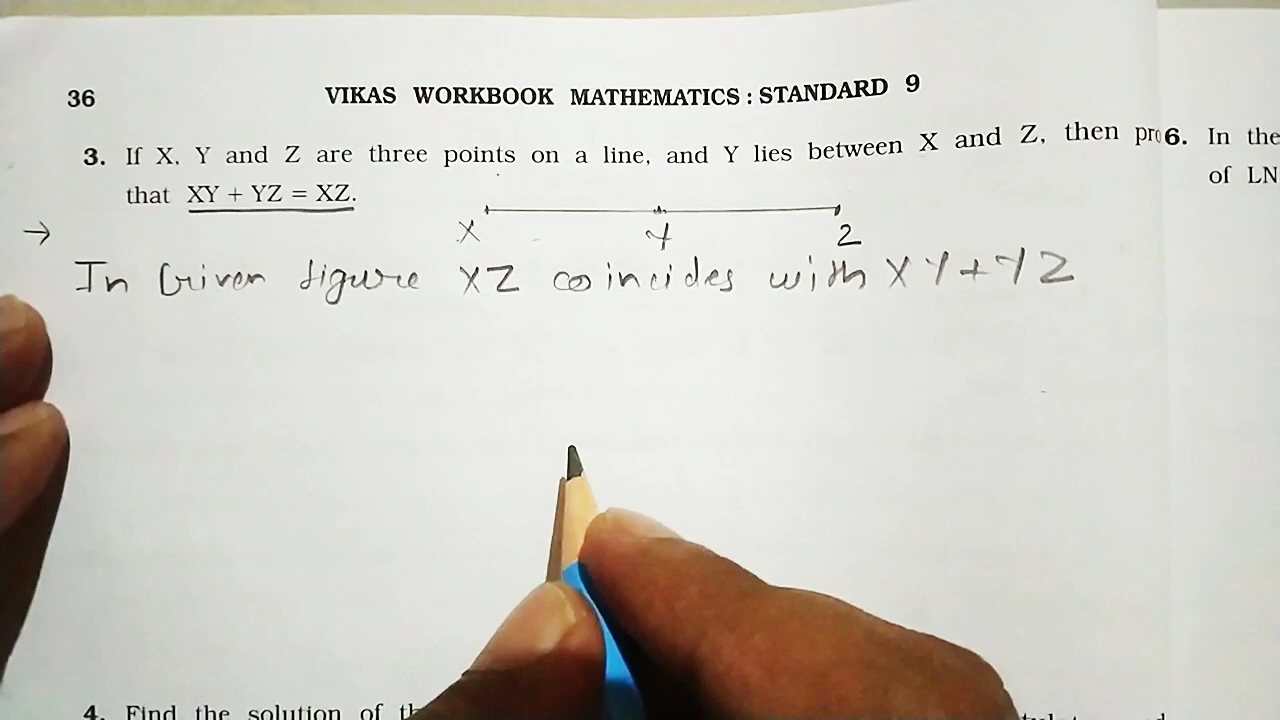 36 VIKAS WORKBOOK MATHEMATICS : STANDARD 9
3. If X, Y and Z are three points on a line, and Y lies between X and Z, then pro
that XY + YZ = XZ.
X Y Z
→ In Given figure XZ coincides with XY + YZ
4. Find the solution of th
6. In the
of LN